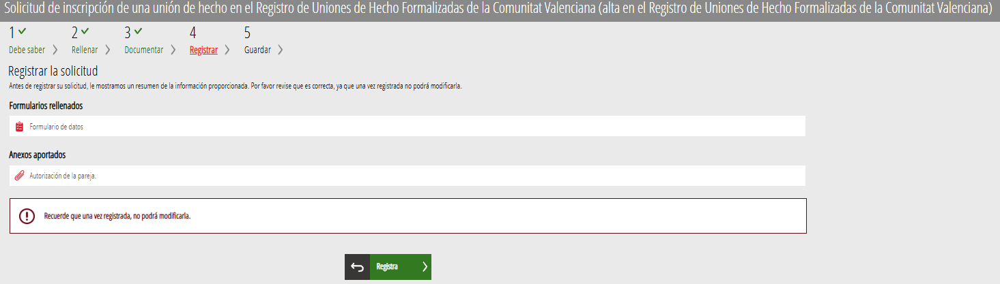 Solicitud de inscripción de una unión de hecho en el Registro de Uniones de Hecho Formalizadas de la Comunitat Valenciana (alta en el Registro de Uniones de Hecho Formalizadas de la Comunitat Valenciana)
1 2 3 4 5
Debe saber Rellenar Documentar Registrar Guardar
Registrar la solicitud
Antes de registrar su solicitud, le mostramos un resumen de la información proporcionada. Por favor revise que es correcta, ya que una vez registrada no podrá modificarla.
Formularios rellenados
Formulario de datos
Anexos aportados
Autorización de la pareja.
Recuerde que una vez registrada, no podrá modificarla.
Registra